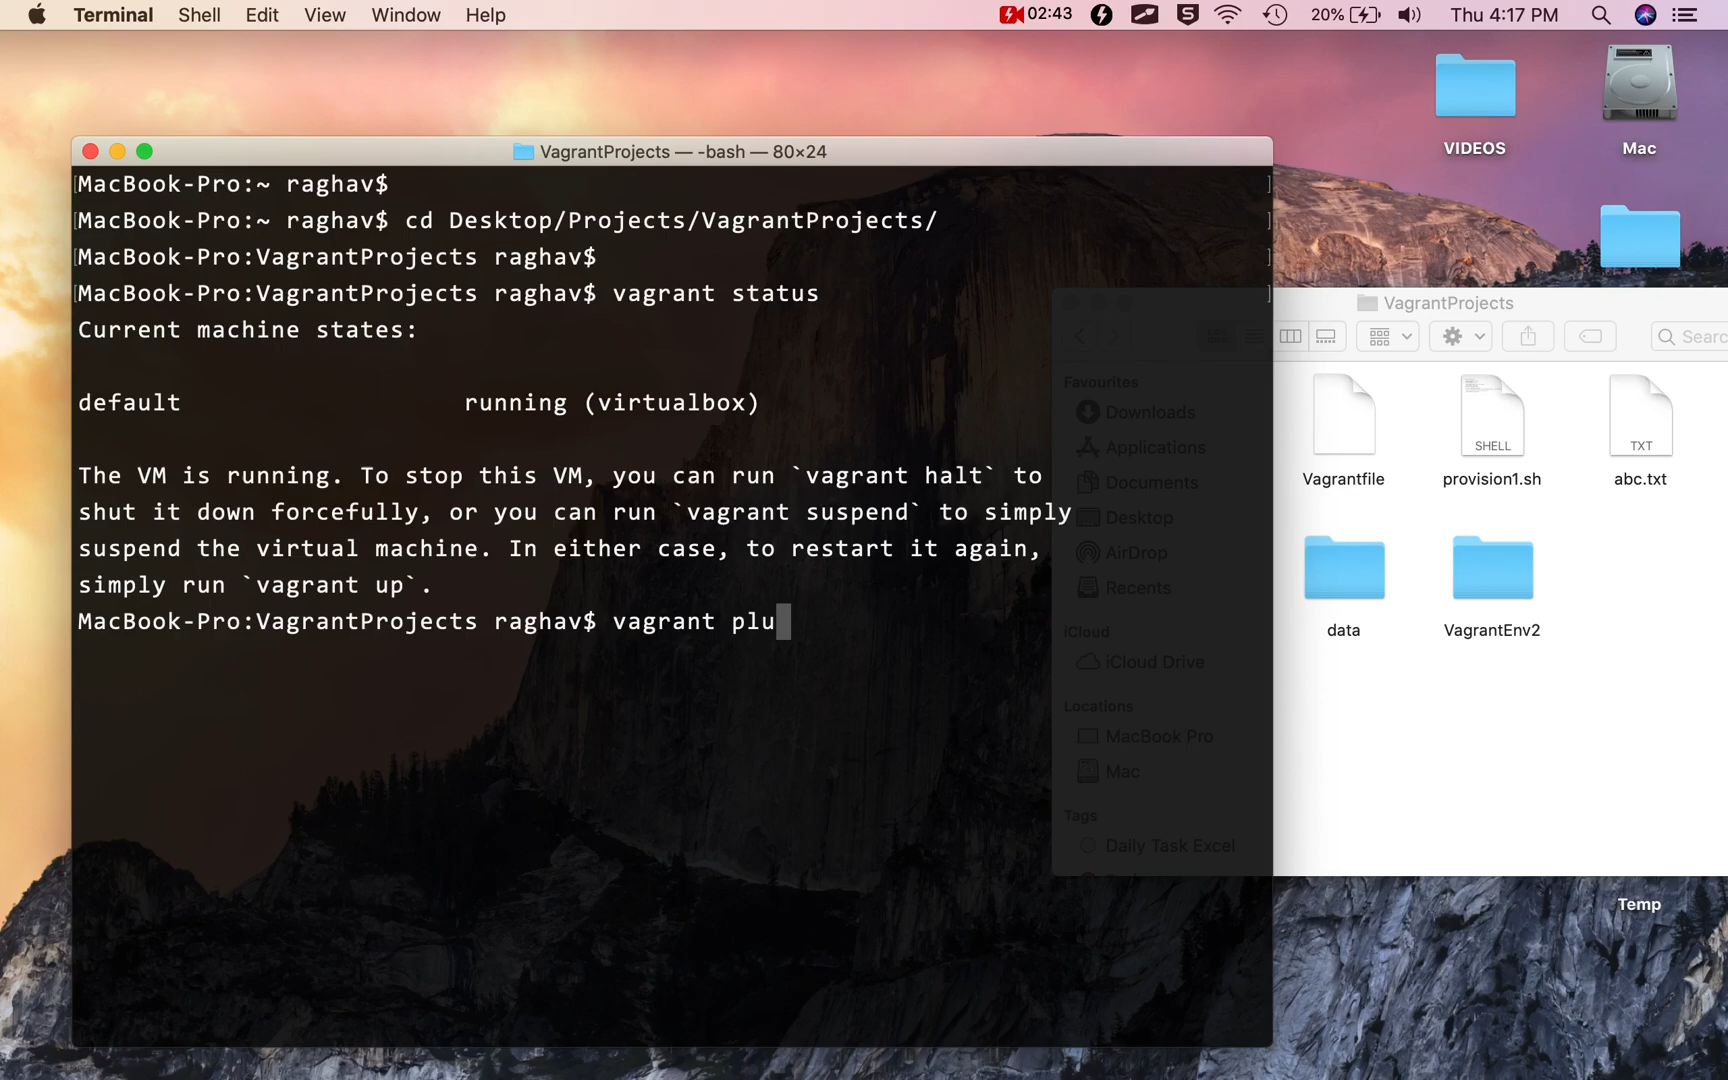 Terminal Shell Edit View Window Help 02:43 20% Thu 4:17 PM
VIDEOS Mac
VagrantProjects — -bash — 80×24
[MacBook-Pro:~ raghav$ ]
[MacBook-Pro:~ raghav$ cd Desktop/Projects/VagrantProjects/ ]
[MacBook-Pro:VagrantProjects raghav$ ]
[MacBook-Pro:VagrantProjects raghav$ vagrant status ]
Current machine states:
default running (virtualbox)
The VM is running. To stop this VM, you can run `vagrant halt` to
shut it down forcefully, or you can run `vagrant suspend` to simply
suspend the virtual machine. In either case, to restart it again,
simply run `vagrant up`.
MacBook-Pro:VagrantProjects raghav$ vagrant plu
VagrantProjects
Searc
Favourites
Downloads
Applications
Documents
Desktop
AirDrop
Recents
iCloud
iCloud Drive
Locations
MacBook Pro
Mac
Tags
Daily Task Excel
SHELL TXT
Vagrantfile provision1.sh abc.txt
data VagrantEnv2
Temp